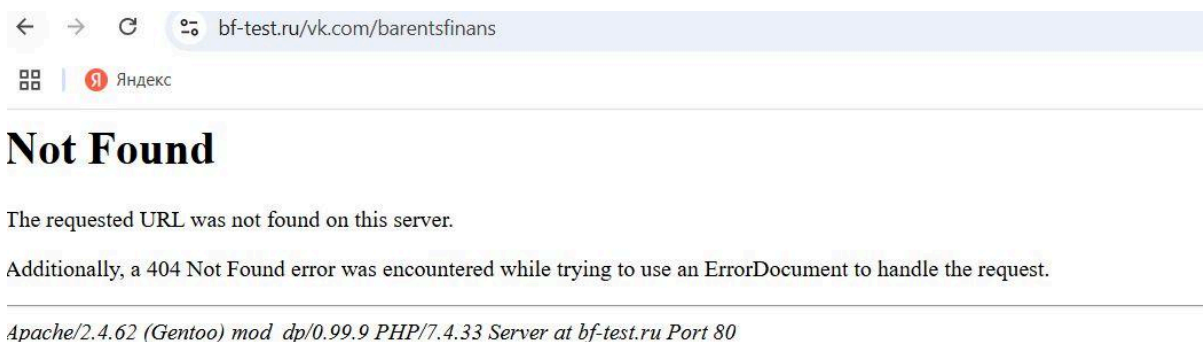 bf-test.ru/vk.com/barentsfinans
Я Яндекс
Not Found
The requested URL was not found on this server.
Additionally, a 404 Not Found error was encountered while trying to use an ErrorDocument to handle the request.
Apache/2.4.62 (Gentoo) mod_dp/0.99.9 PHP/7.4.33 Server at bf-test.ru Port 80